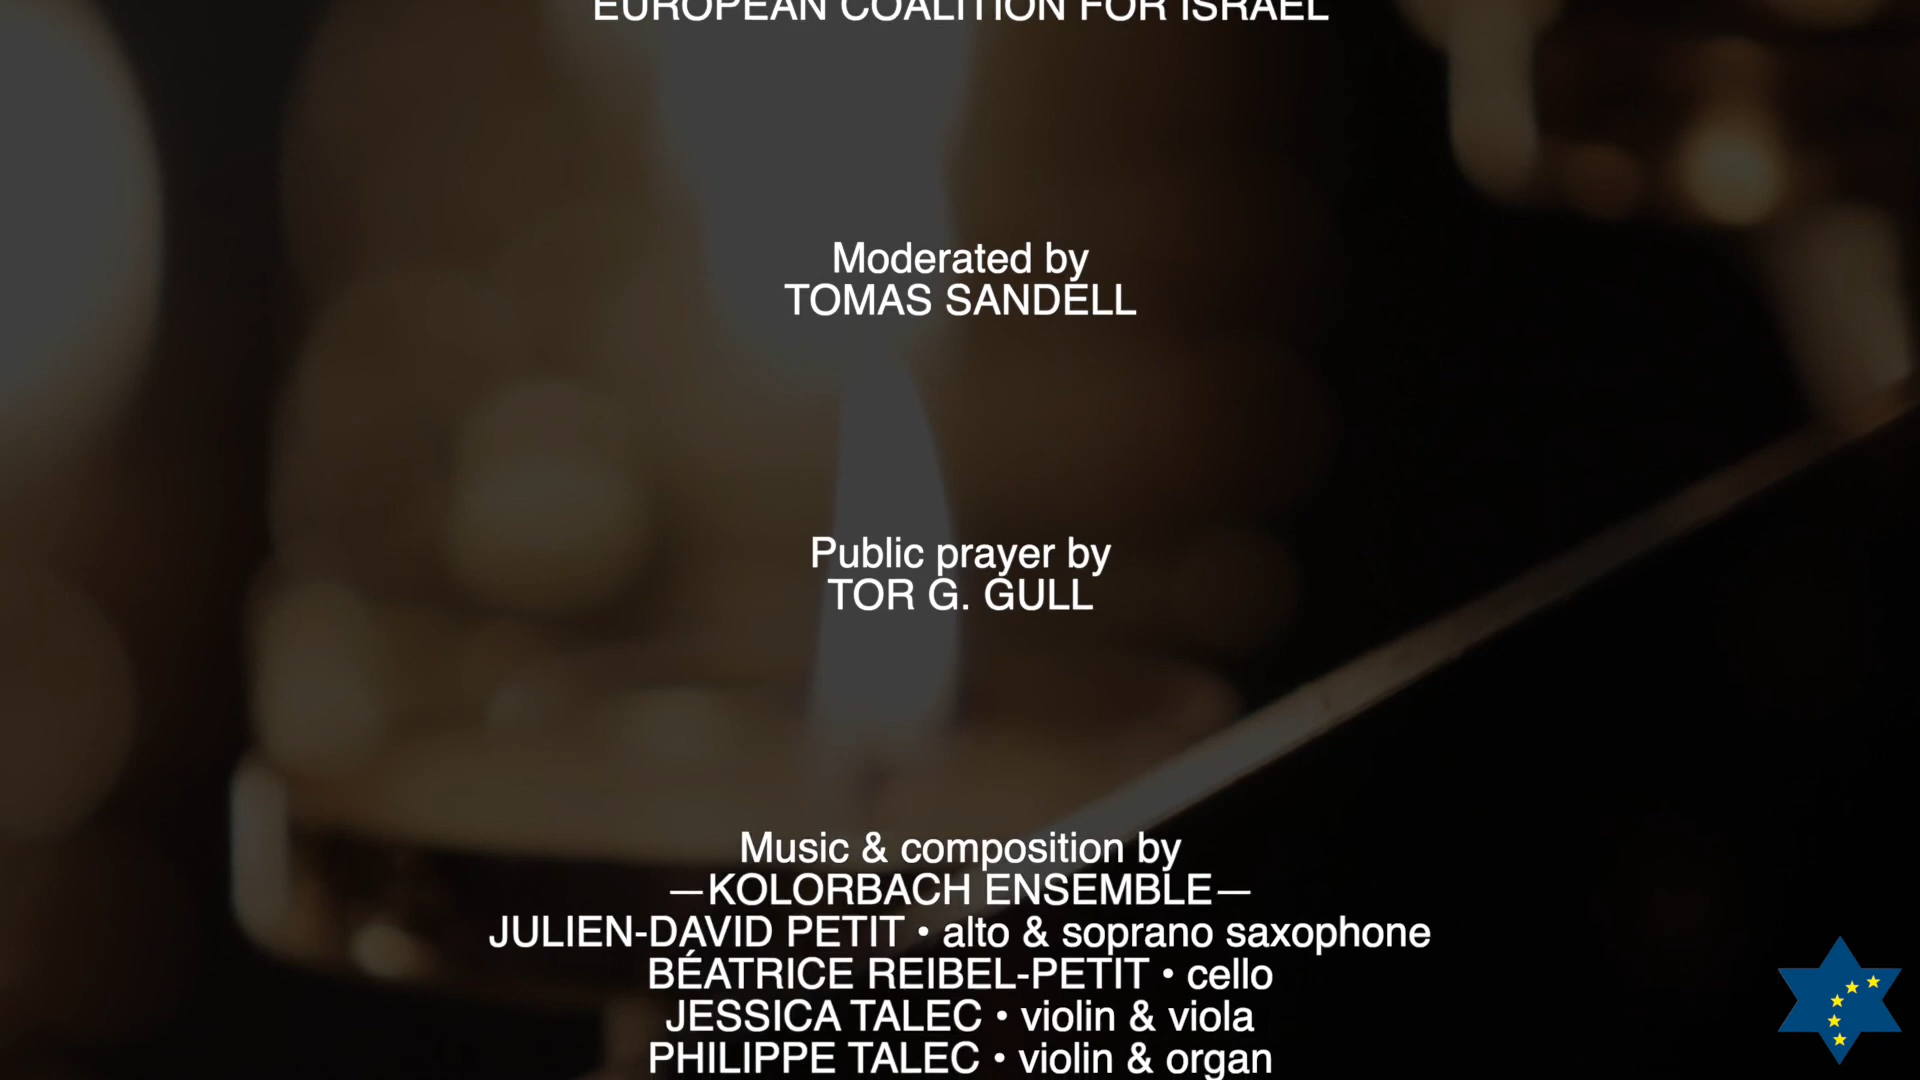 EUROPEAN COALITION FOR ISRAEL
Moderated by
TOMAS SANDELL
Public prayer by
TOR G. GULL
Music & composition by
—KOLORBACH ENSEMBLE—
JULIEN-DAVID PETIT • alto & soprano saxophone
BÉATRICE REIBEL-PETIT • cello
JESSICA TALEC • violin & viola
PHILIPPE TALEC • violin & organ